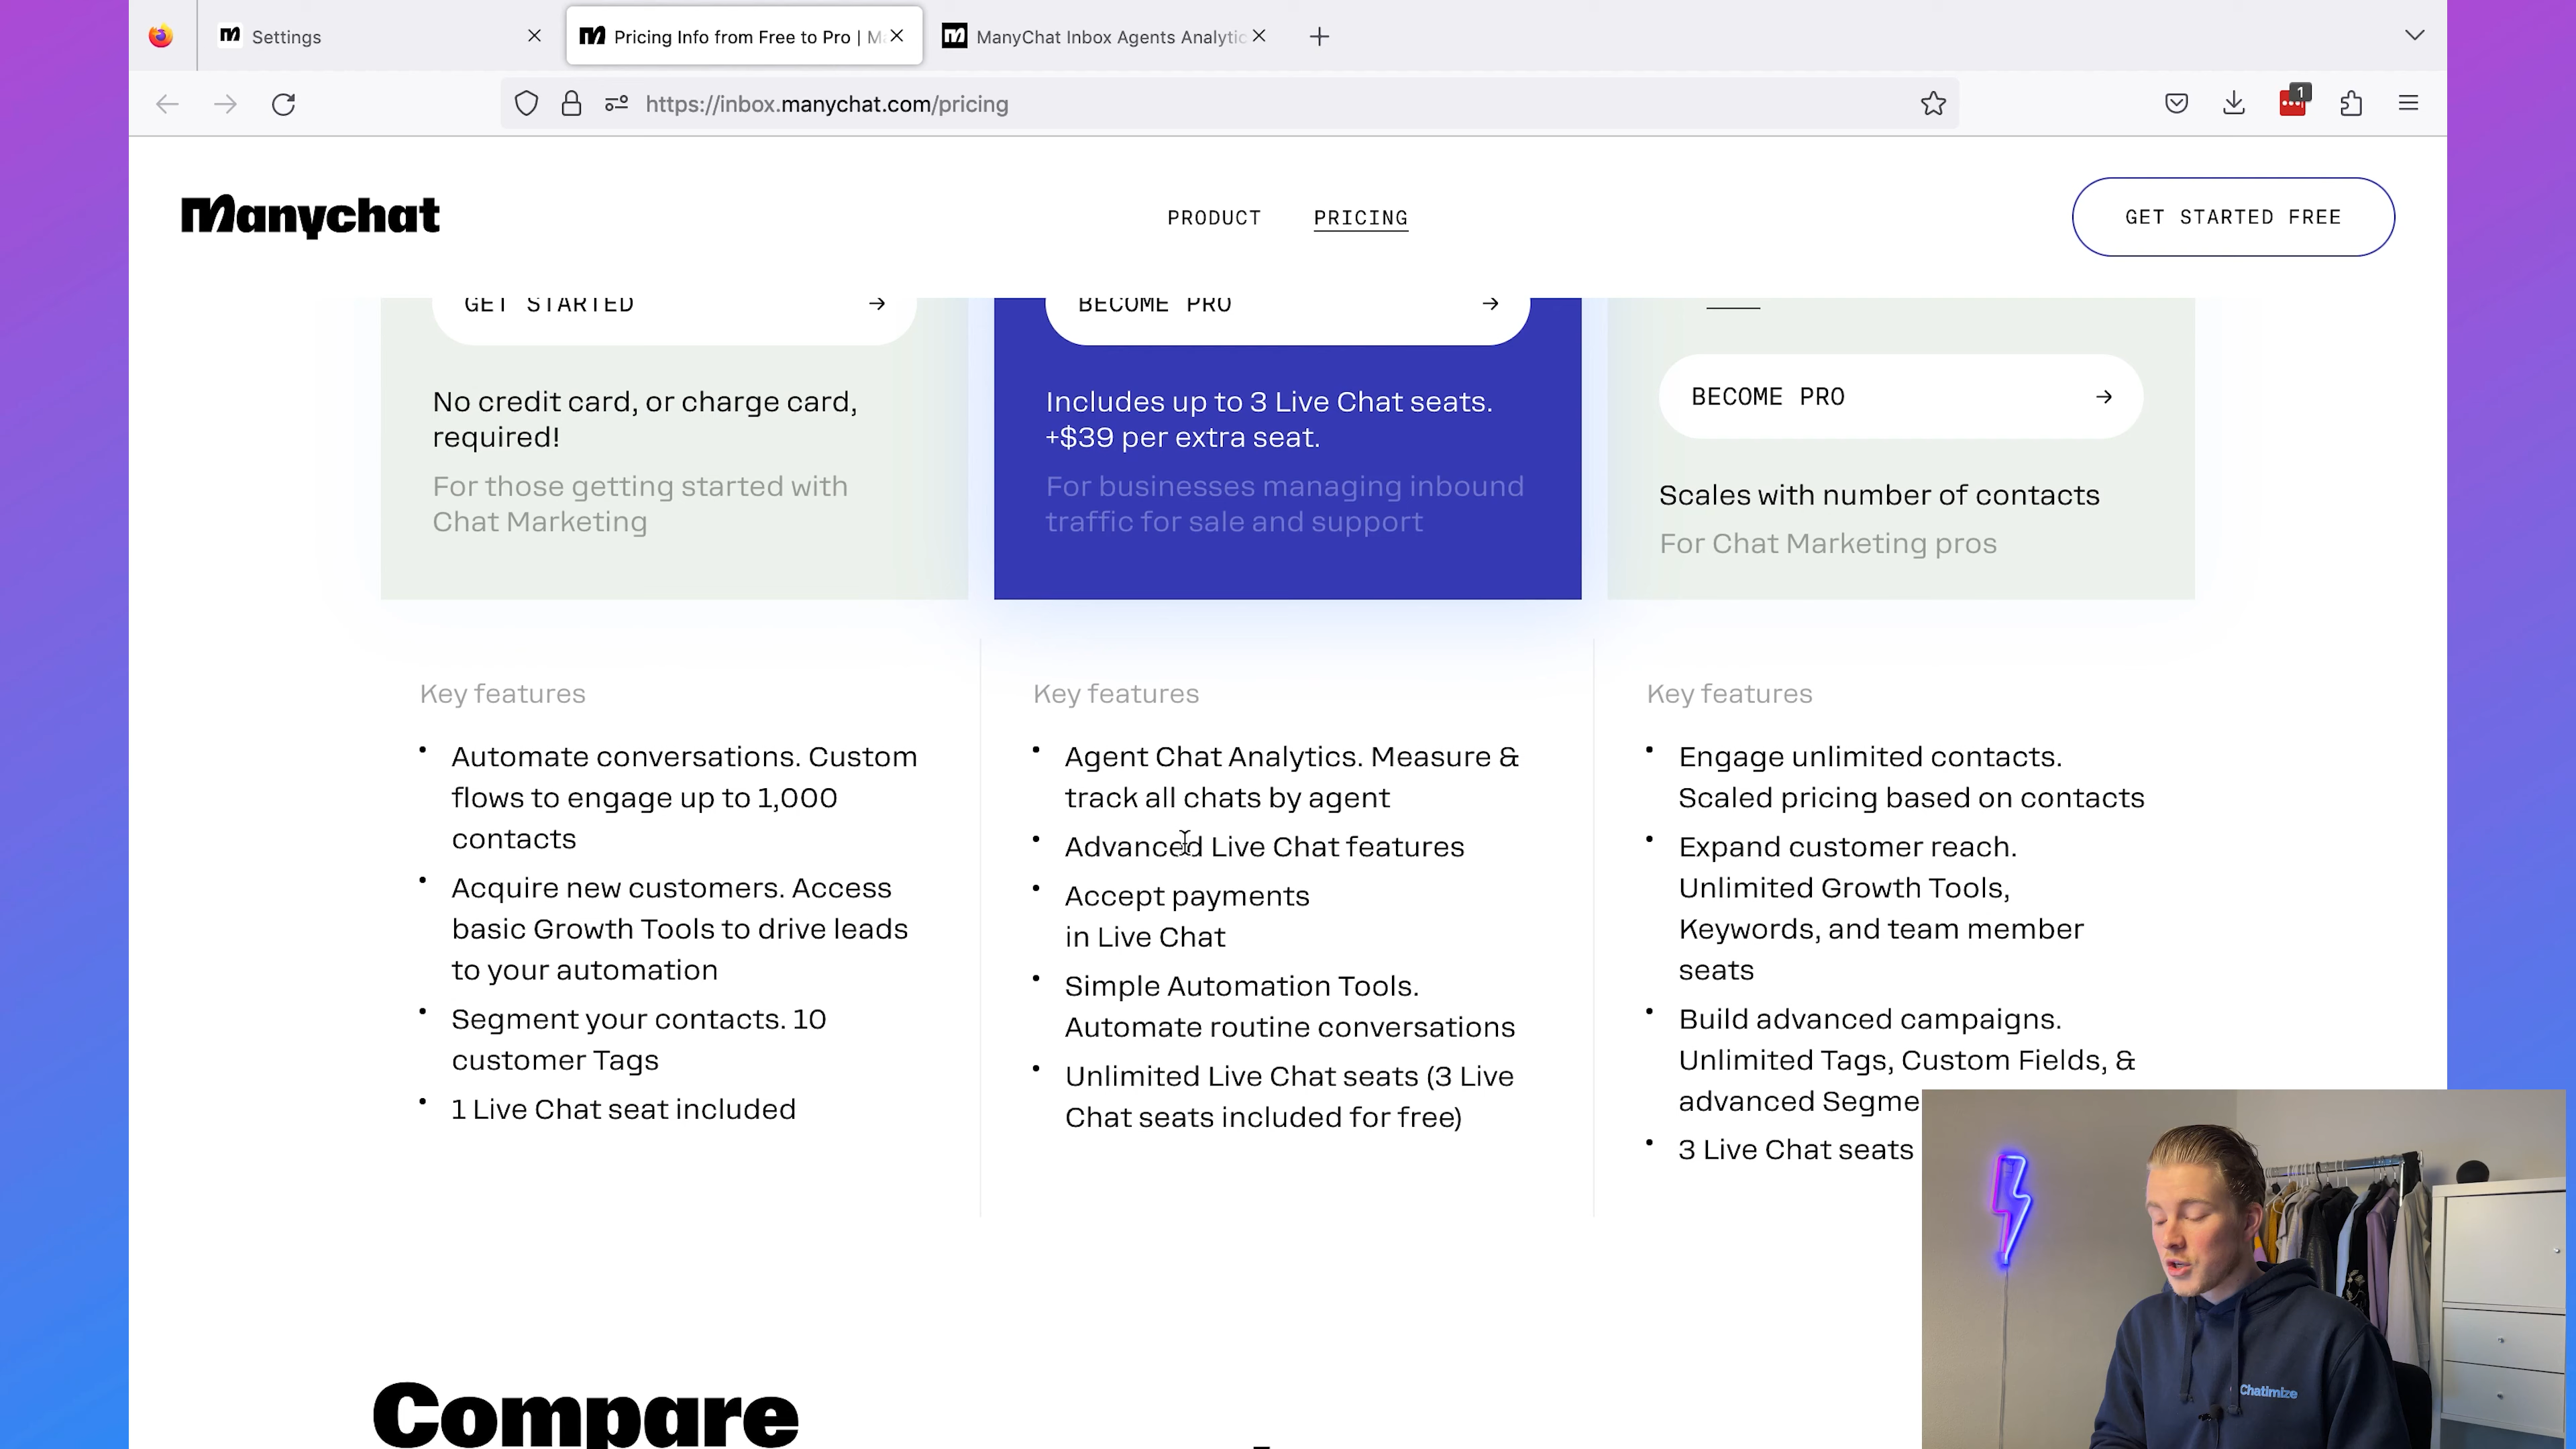 Settings
Pricing Info from Free to Pro | M
ManyChat Inbox Agents Analytic
https://inbox.manychat.com/pricing
1
Manychat
PRODUCT
PRICING
GET STARTED FREE
GET STARTED
No credit card, or charge card,
required!
For those getting started with
Chat Marketing
BECOME PRO
Includes up to 3 Live Chat seats.
+$39 per extra seat.
For businesses managing inbound
traffic for sale and support
BECOME PRO
Scales with number of contacts
For Chat Marketing pros
Key features
• Automate conversations. Custom
flows to engage up to 1,000
contacts
• Acquire new customers. Access
basic Growth Tools to drive leads
to your automation
• Segment your contacts. 10
customer Tags
• 1 Live Chat seat included
Key features
• Agent Chat Analytics. Measure &
track all chats by agent
• Advanced Live Chat features
• Accept payments
in Live Chat
• Simple Automation Tools.
Automate routine conversations
• Unlimited Live Chat seats (3 Live
Chat seats included for free)
Key features
• Engage unlimited contacts.
Scaled pricing based on contacts
• Expand customer reach.
Unlimited Growth Tools,
Keywords, and team member
seats
• Build advanced campaigns.
Unlimited Tags, Custom Fields, &
advanced Segme
• 3 Live Chat seats
Compare
Chatimize